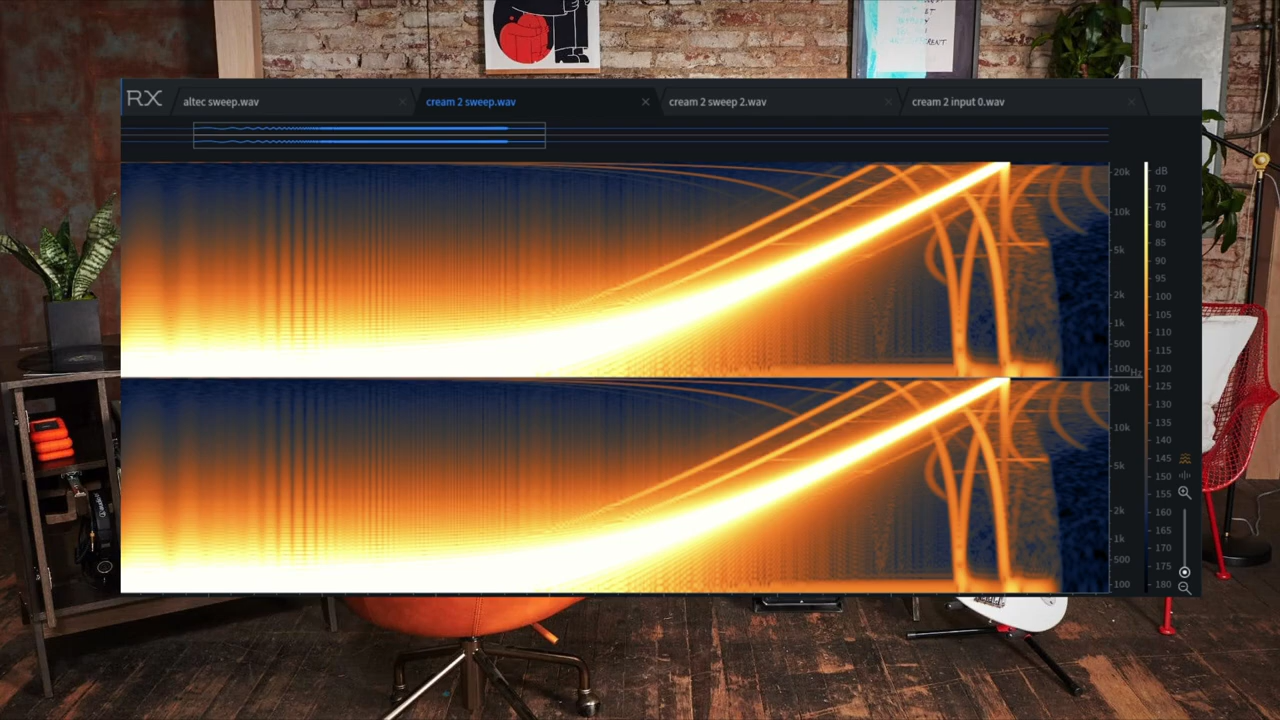 RX
altec sweep.wav
cream 2 sweep.wav
cream 2 sweep 2.wav
cream 2 input 0.wav
20k
10k
5k
2k
1k
500
100
Hz
20k
10k
5k
2k
1k
500
100
dB
70
75
80
85
90
95
100
105
110
115
120
125
130
135
140
145
150
155
160
165
170
175
180